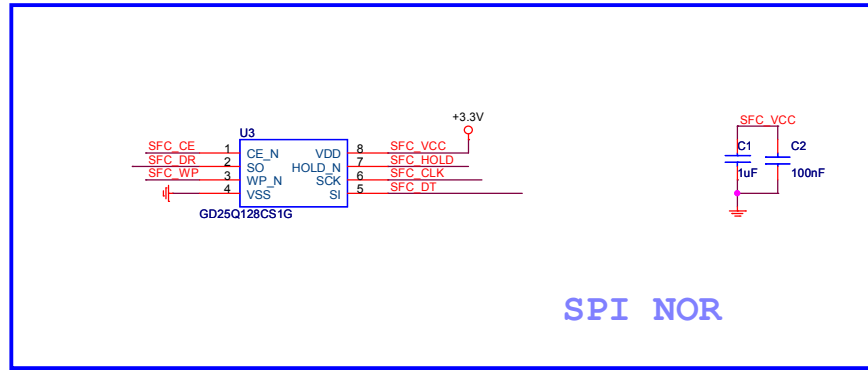 +3.3V
U3
SFC_CE 1 CE_N VDD 8 SFC_VCC
SFC_DR 2 SO HOLD_N 7 SFC_HOLD
SFC_WP 3 WP_N SCK 6 SFC_CLK
4 VSS SI 5 SFC_DT
GD25Q128CS1G
SFC_VCC
C1 C2
1uF 100nF
SPI NOR